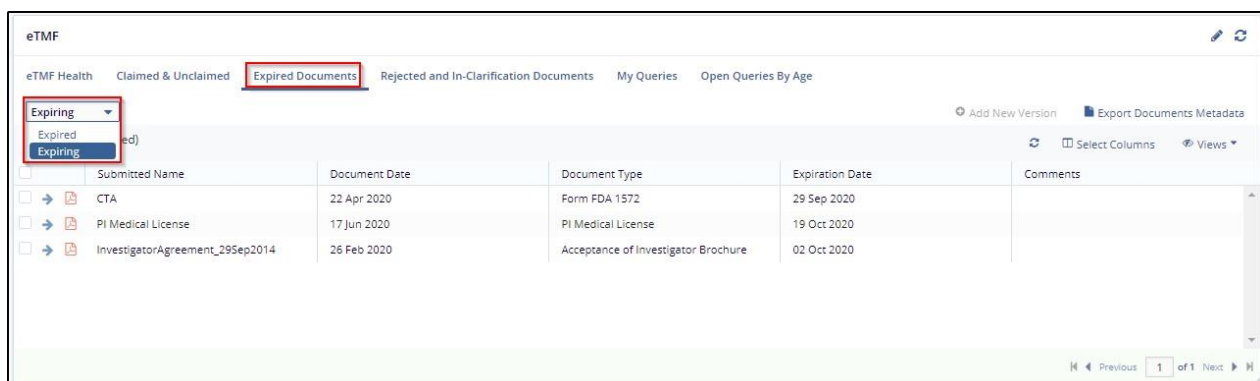 eTMF
eTMF Health Claimed & Unclaimed Expired Documents Rejected and In-Clarification Documents My Queries Open Queries By Age
Expiring Add New Version Export Documents Metadata
Expired ed) Select Columns Views
Expiring
Submitted Name Document Date Document Type Expiration Date Comments
CTA 22 Apr 2020 Form FDA 1572 29 Sep 2020
PI Medical License 17 Jun 2020 PI Medical License 19 Oct 2020
InvestigatorAgreement_29Sep2014 26 Feb 2020 Acceptance of Investigator Brochure 02 Oct 2020
Previous 1 of 1 Next